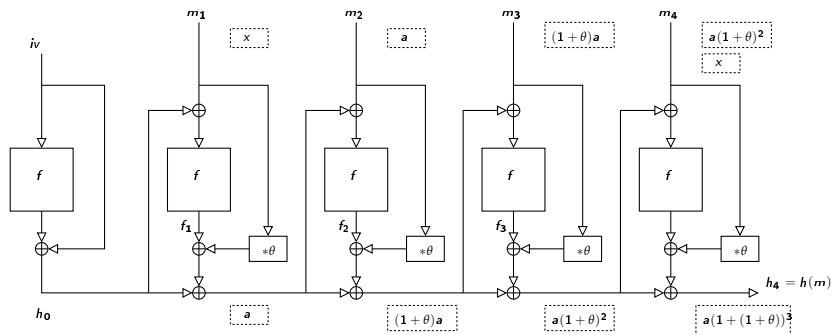 m₁ m₂ m₃ m₄
iv x a (1 + θ)a a(1 + θ)²
x
f f f f f
f₁ f₂ f₃
*θ *θ *θ *θ
h₄ = h(m)
h₀ a (1 + θ)a a(1 + θ)² a(1 + (1 + θ))³